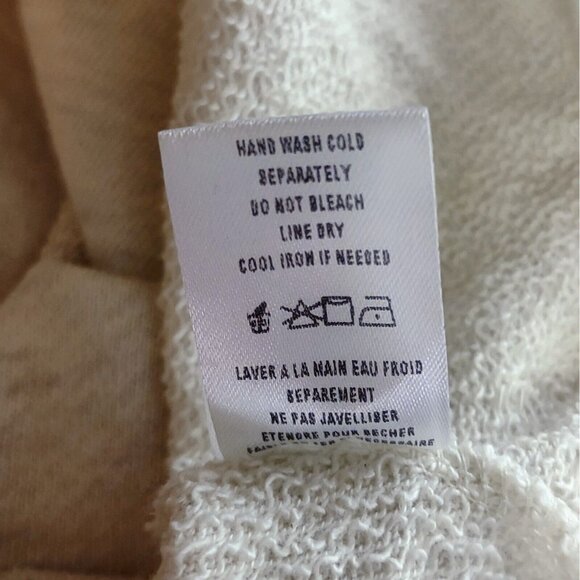 HAND WASH COLD
SEPARATELY
DO NOT BLEACH
LINE DRY
COOL IRON IF NEEDED
LAVER A LA MAIN EAU FROID
SEPAREMENT
NE PAS JAVELLISER
ETENDRE POUR SECHER